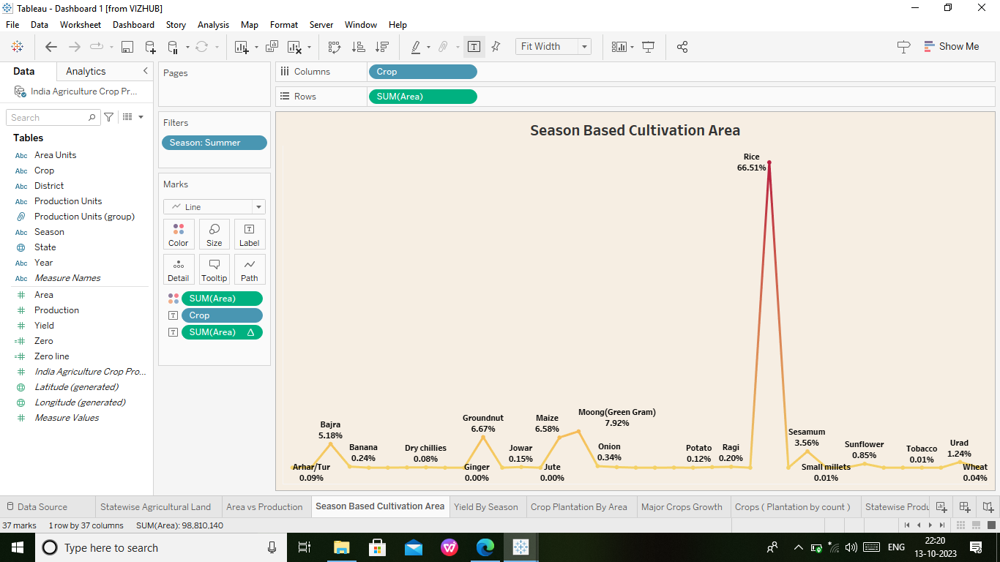 Tableau - Dashboard 1 [from VIZHUB]
File Data Worksheet Dashboard Story Analysis Map Format Server Window Help
Fit Width
Show Me
Data Analytics
India Agriculture Crop Pr...
Search
Tables
Abc Area Units
Abc Crop
Abc District
Abc Production Units
Production Units (group)
Abc Season
State
Abc Year
Abc Measure Names
Area
Production
Yield
Zero
Zero line
India Agriculture Crop Pro...
Latitude (generated)
Longitude (generated)
Measure Values
Pages
Filters
Season: Summer
Marks
Line
Color Size Label
Detail Tooltip Path
SUM(Area)
Crop
SUM(Area)
Columns Crop
Rows SUM(Area)
Season Based Cultivation Area
Rice
66.51%
Moong(Green Gram)
7.92%
Groundnut
6.67%
Maize
6.58%
Bajra
5.18%
Sesamum
3.56%
Banana
0.24%
Dry chillies
0.08%
Jowar
0.15%
Onion
0.34%
Potato
0.12%
Ragi
0.20%
Sunflower
0.85%
Tobacco
0.01%
Urad
1.24%
Arhar/Tur
0.09%
Ginger
0.00%
Jute
0.00%
Small millets
0.01%
Wheat
0.04%
Data Source Statewise Agricultural Land Area vs Production Season Based Cultivation Area Yield By Season Crop Plantation By Area Major Crops Growth Crops ( Plantation by count ) Statewise Produ
37 marks 1 row by 37 columns SUM(Area): 98,810,140
Type here to search
ENG
22:20
13-10-2023